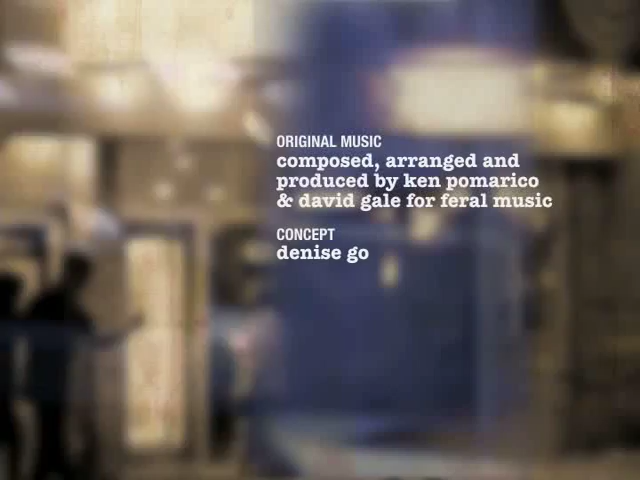 ORIGINAL MUSIC
composed, arranged and
produced by ken pomarico
& david gale for feral music
CONCEPT
denise go